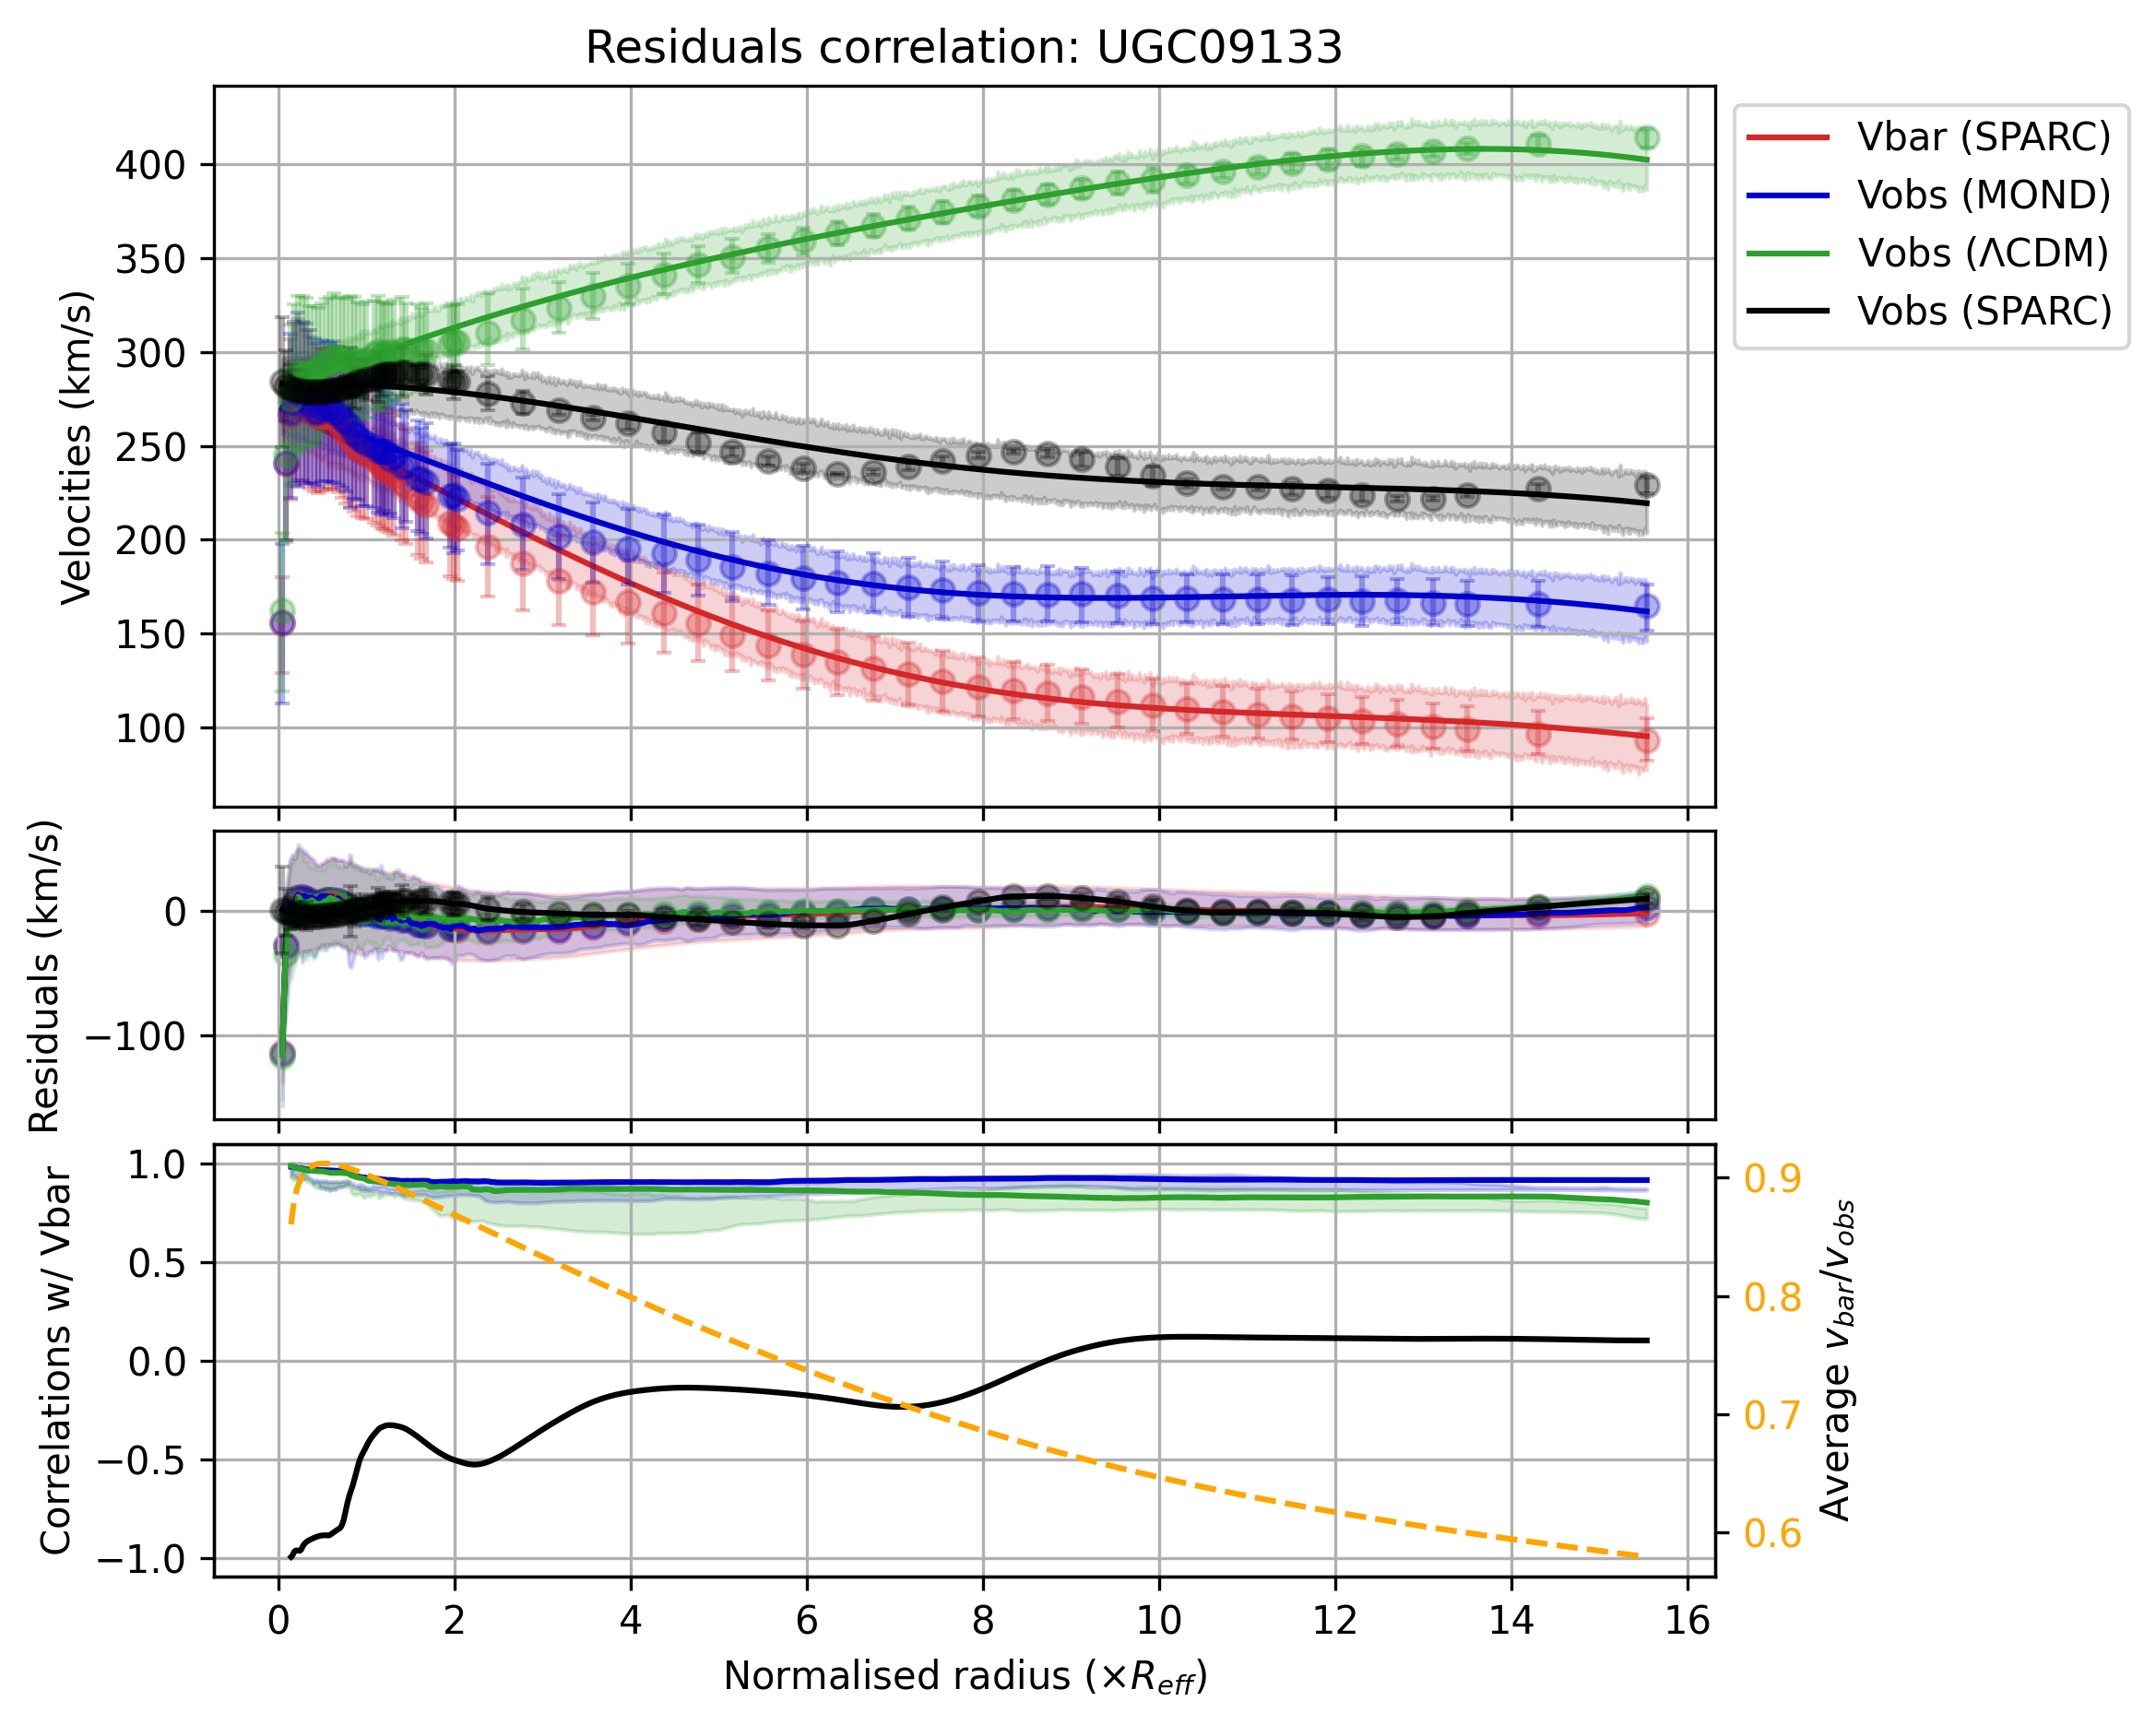 Residuals correlation: UGC09133
Vbar (SPARC)
Vobs (MOND)
Vobs (ΛCDM)
Vobs (SPARC)
Velocities (km/s)
400
350
300
250
200
150
100
Residuals (km/s)
0
−100
Correlations w/ Vbar
1.0
0.5
0.0
−0.5
−1.0
0.9
0.8
0.7
0.6
Average v_bar/v_obs
0 2 4 6 8 10 12 14 16
Normalised radius (×R_eff)